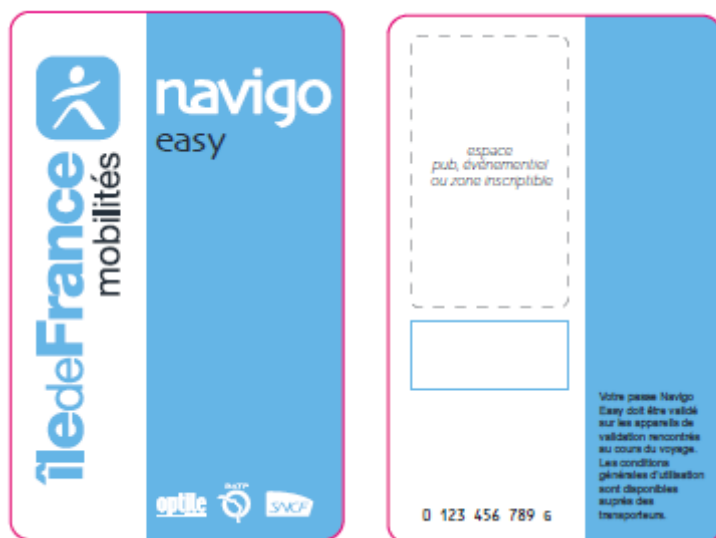 îledeFrance
mobilités
navigo
easy
optile
RATP
SNCF
espace
pub, événementiel
ou zone inscriptible
Votre passe Navigo
Easy doit être validé
sur les appareils de
validation rencontrés
au cours du voyage.
Les conditions
générales d'utilisation
sont disponibles
auprès des
transporteurs.
0 123 456 789 G